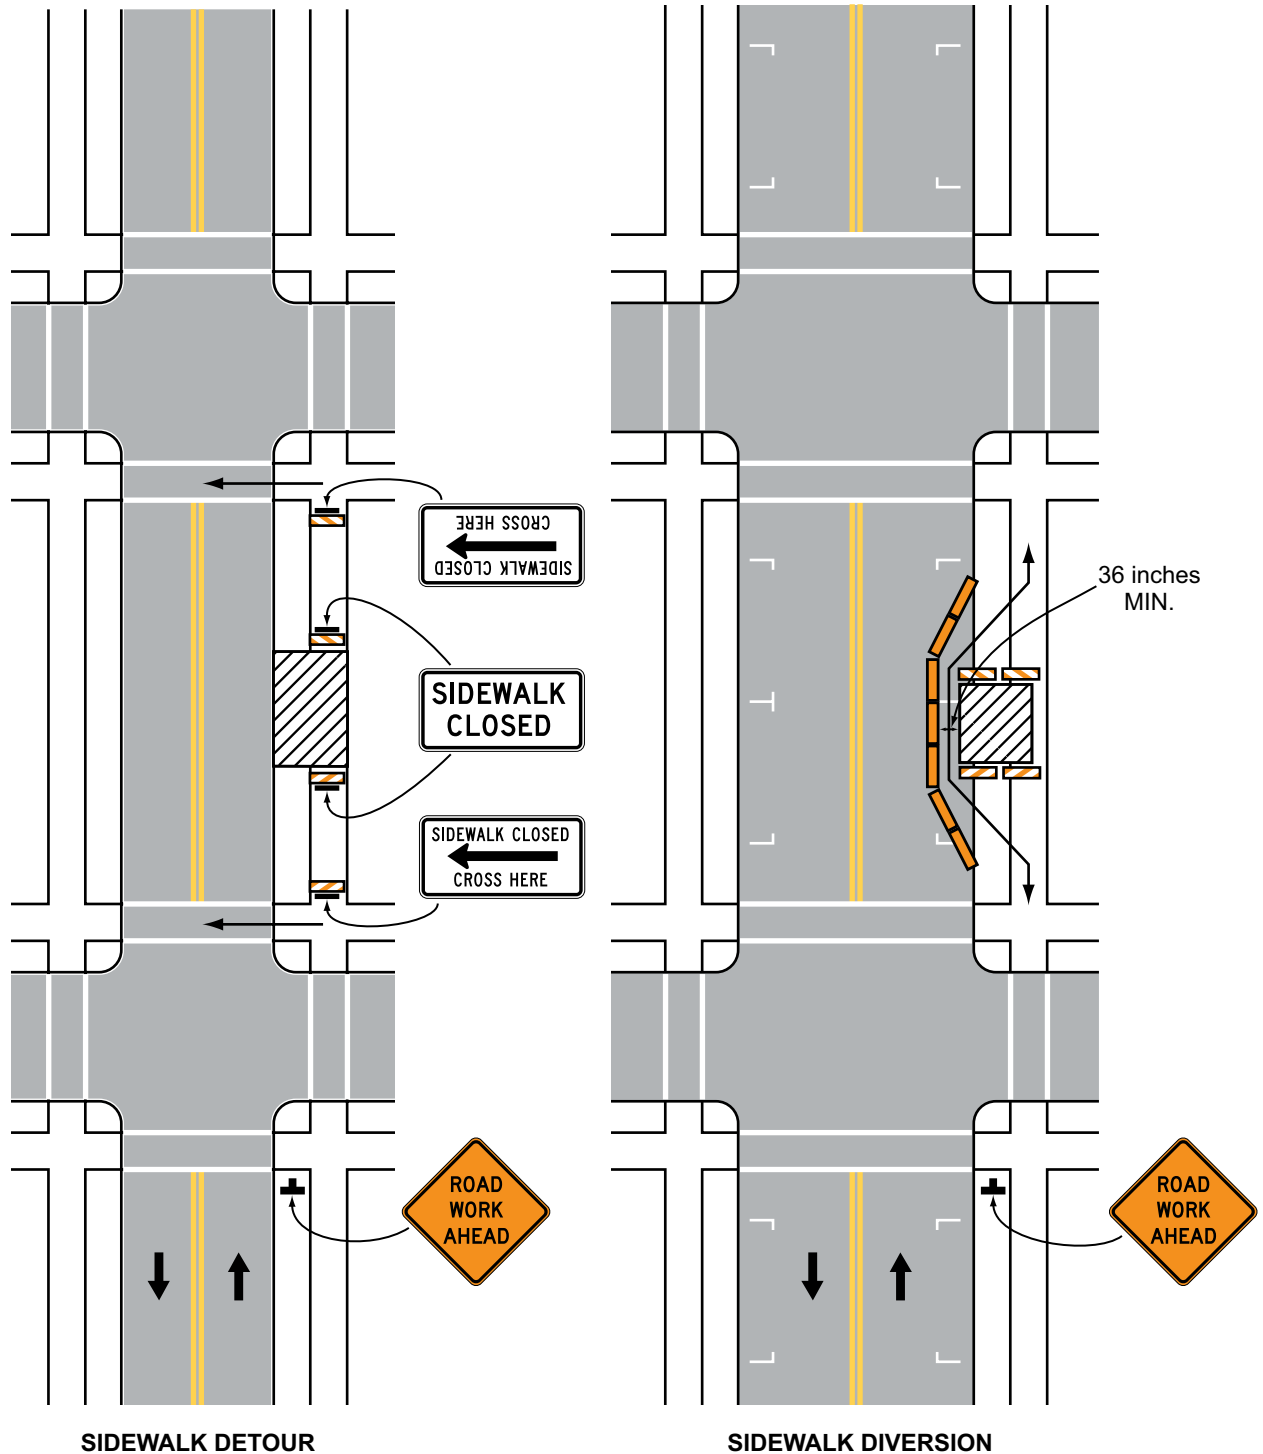 CROSS HERE
SIDEWALK CLOSED
SIDEWALK
CLOSED
SIDEWALK CLOSED
CROSS HERE
ROAD
WORK
AHEAD
SIDEWALK DETOUR
36 inches
MIN.
ROAD
WORK
AHEAD
SIDEWALK DIVERSION